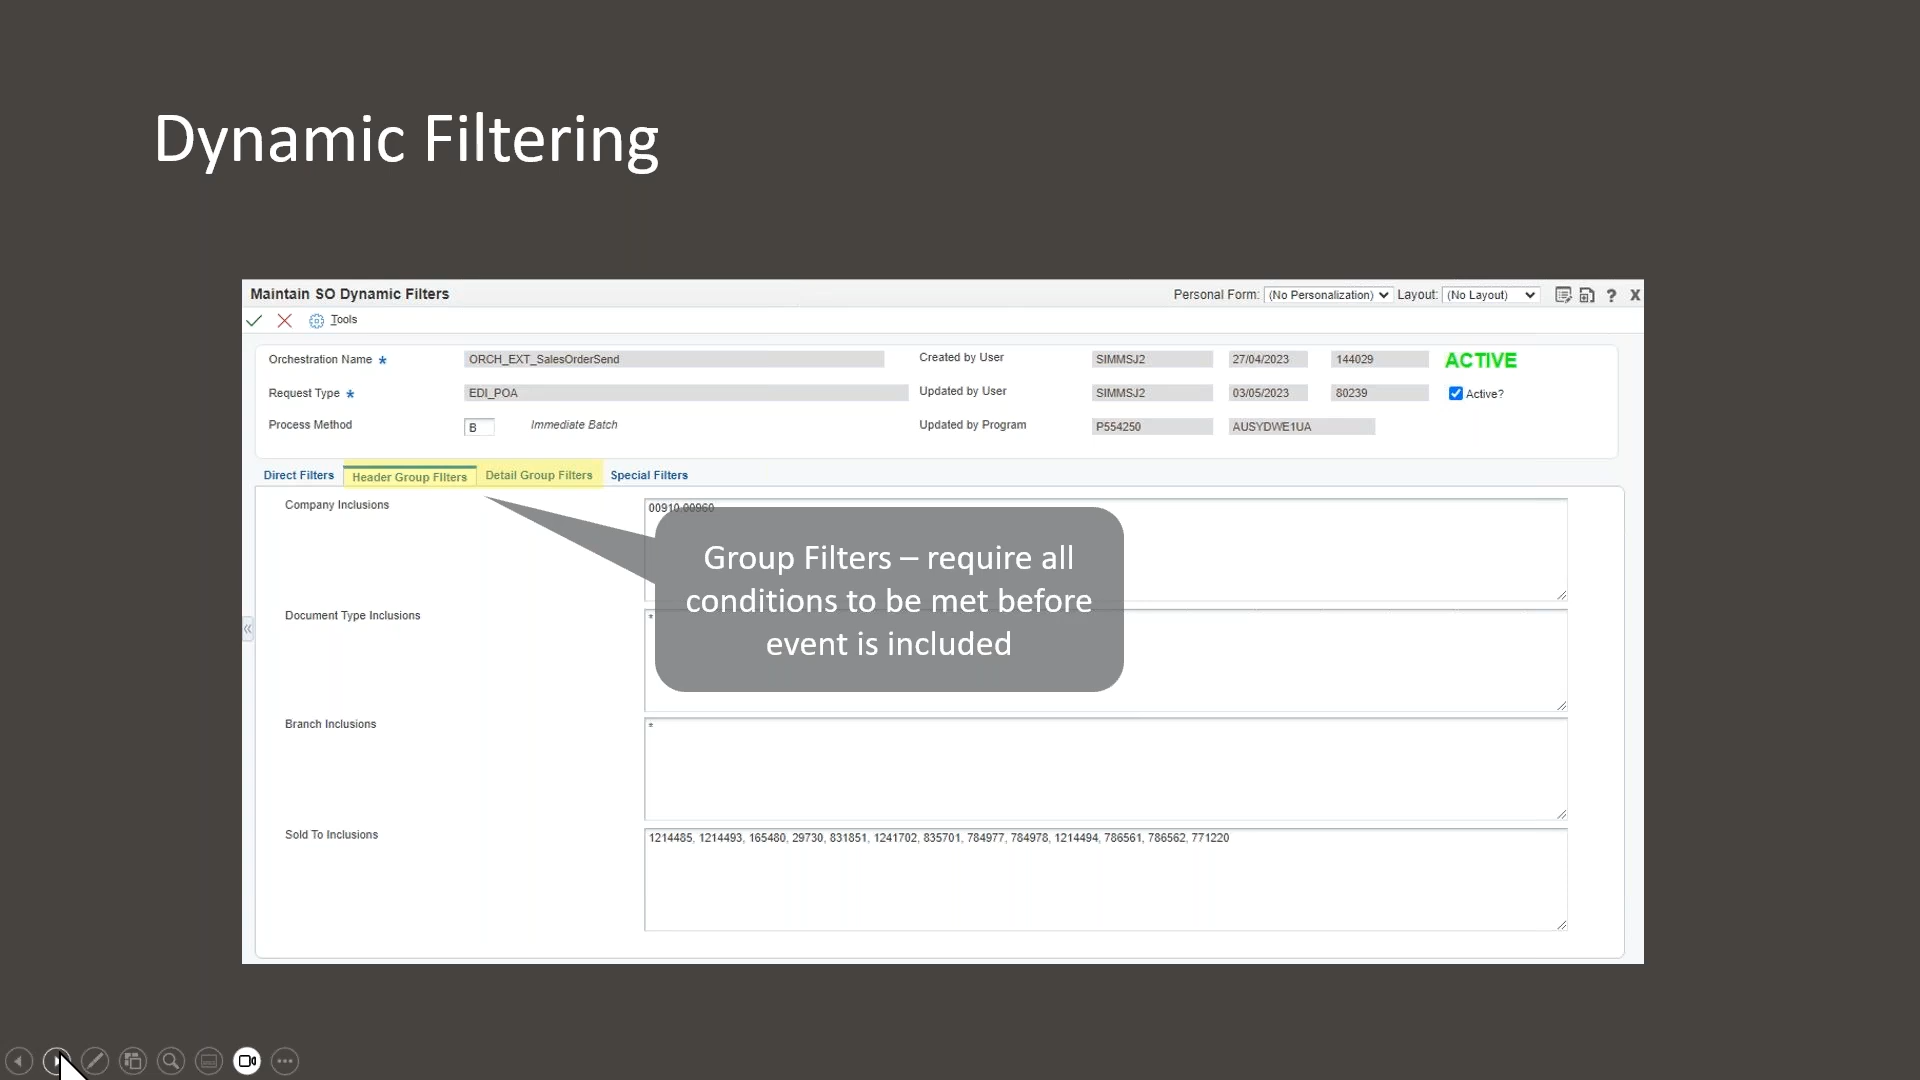 Dynamic Filtering
Maintain SO Dynamic Filters
Personal Form: (No Personalization) Layout: (No Layout) ? X
Tools
Orchestration Name * ORCH_EXT_SalesOrderSend Created by User SIMMSJ2 27/04/2023 144029 ACTIVE
Request Type * EDI_POA Updated by User SIMMSJ2 03/05/2023 80239 Active?
Process Method B Immediate Batch Updated by Program P554250 AUSYDWE1UA
Direct Filters Header Group Filters Detail Group Filters Special Filters
Company Inclusions 00910,00960
Group Filters – require all
conditions to be met before
event is included
Document Type Inclusions *
Branch Inclusions *
Sold To Inclusions 1214485, 1214493, 165480, 29730, 831851, 1241702, 835701, 784977, 784978, 1214494, 786561, 786562, 771220